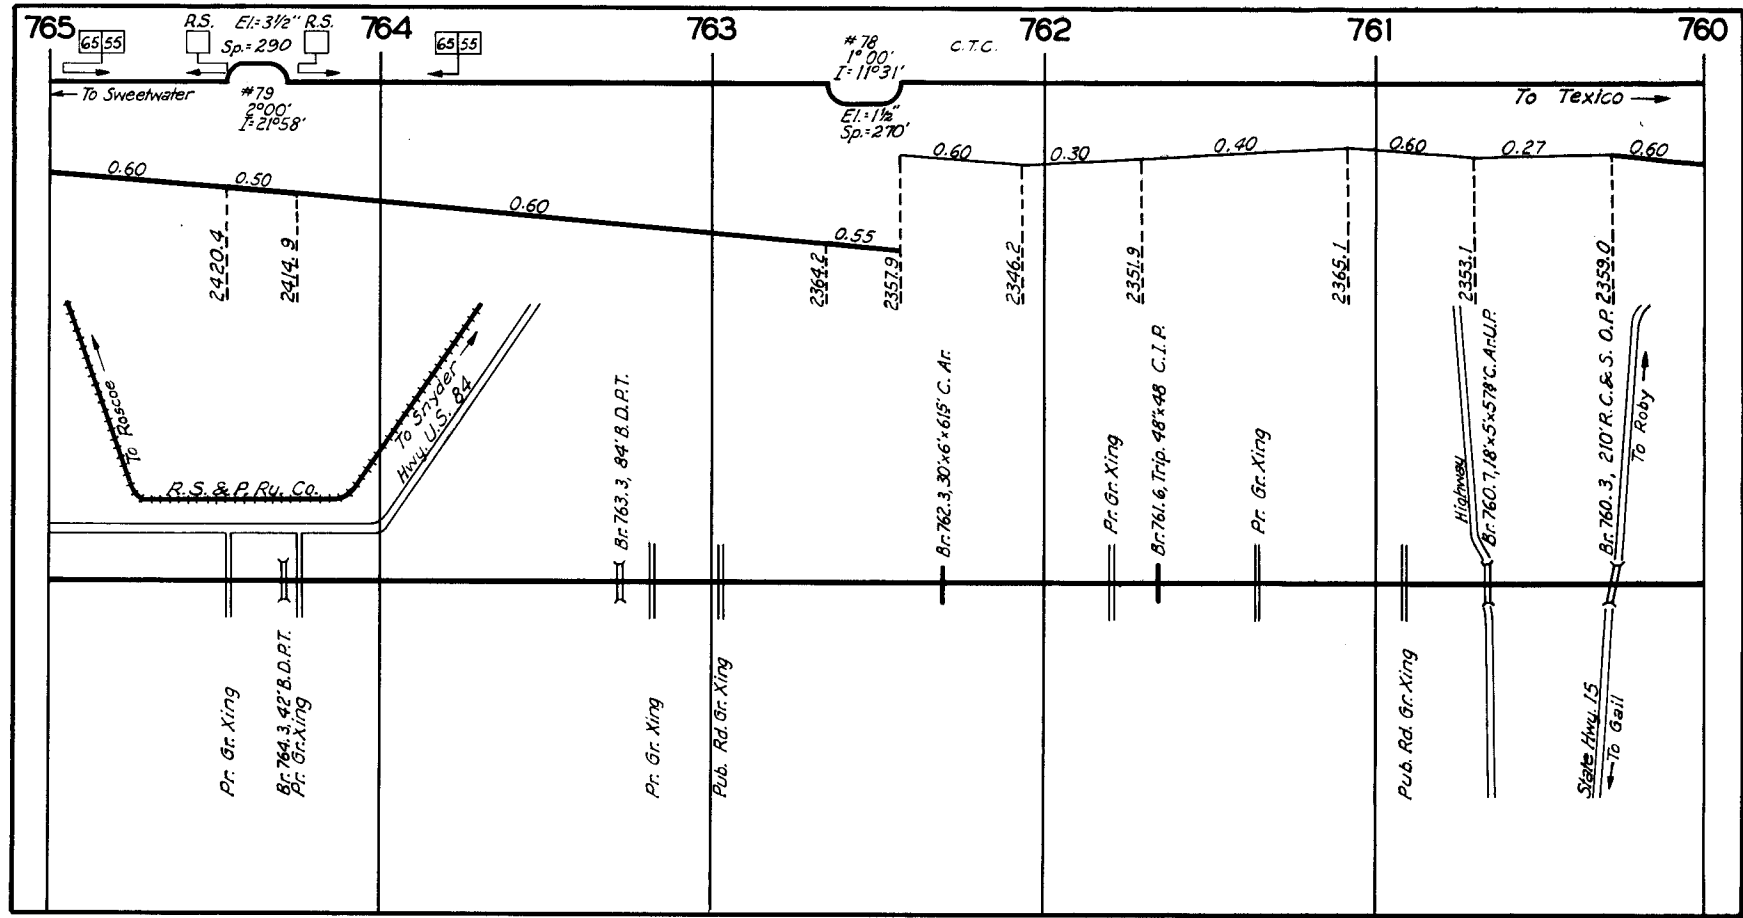 765
764
763
762
761
760
R.S.
El.=3½" R.S.
Sp.=290
65 55
65 55
#78
1°00'
I=11°31'
C.T.C.
← To Sweetwater
#79
2°00'
I=21°58'
El.=1½"
Sp.=270'
To Texico →
0.60
0.50
0.60
0.55
0.60
0.30
0.40
0.60
0.27
0.60
2420.4
2414.9
2364.2
2357.9
2346.2
2351.9
2365.1
2353.1
2359.0
To Roscoe
R.S.&P. Ry. Co.
To Snyder
Hwy. U.S. 84
Br. 763.3, 84' B.D.P.T.
Br. 762.3, 30'x6'x61.5' C. Ar.
Pr. Gr. Xing
Br. 761.6, Trip. 48"x48' C.I.P.
Pr. Gr. Xing
Highway
Br. 760.7, 18'x5'x57.8' C.Ar.U.P.
Br. 760.3, 210' R.C.&S. O.P.
To Roby
Pr. Gr. Xing
Br. 764.3, 42' B.D.P.T.
Pr. Gr. Xing
Pr. Gr. Xing
Pub. Rd. Gr. Xing
Pub. Rd. Gr. Xing
State Hwy. 15
To Gail